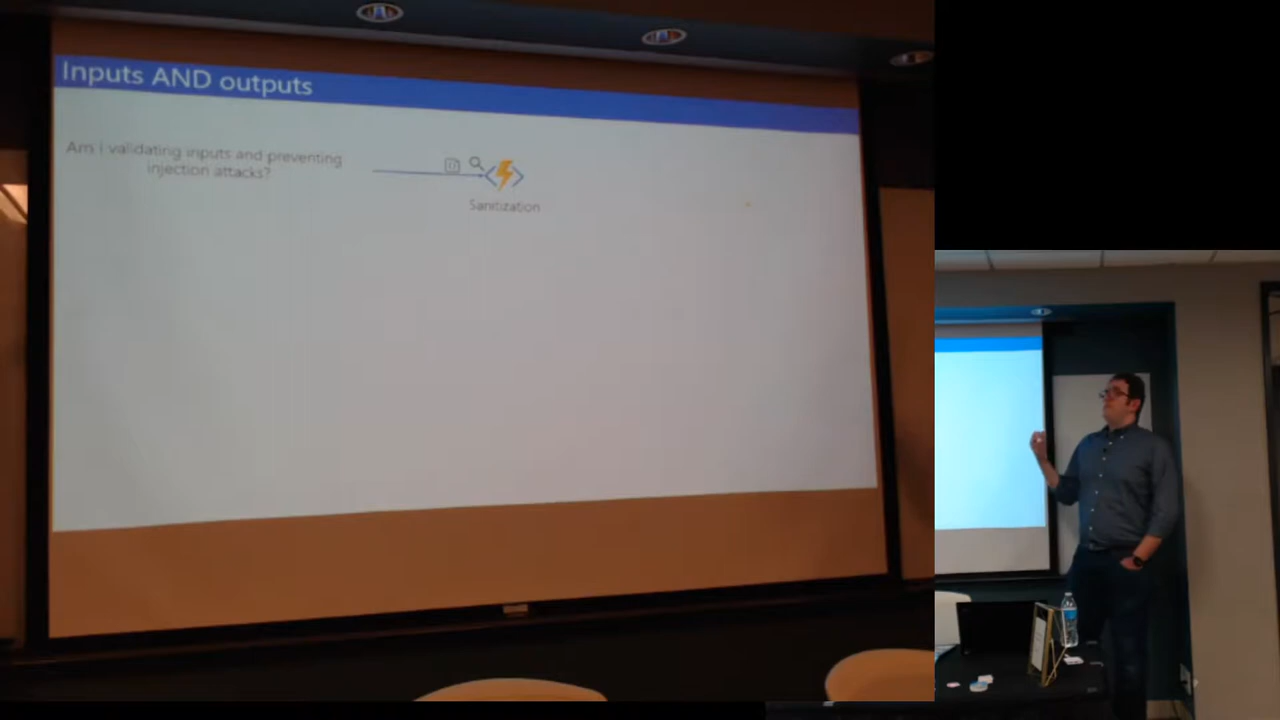 Inputs AND outputs
Am I validating inputs and preventing
injection attacks?
Sanitization